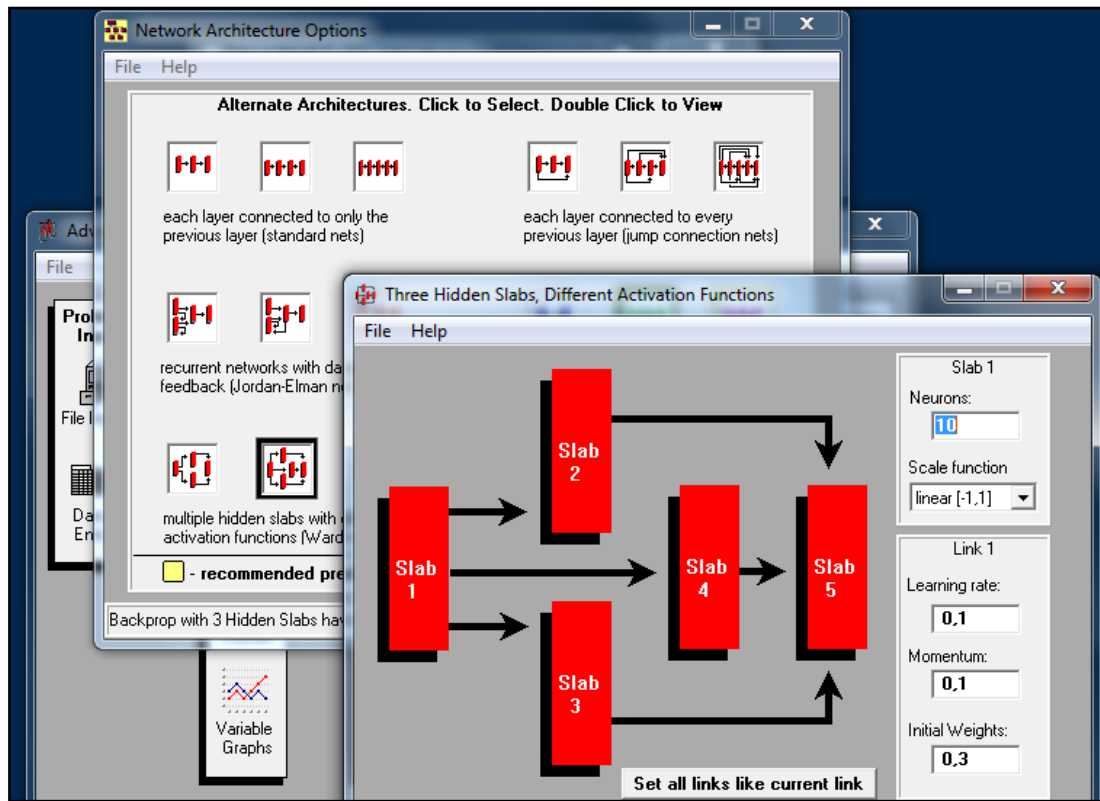 Network Architecture Options
File Help
Alternate Architectures. Click to Select. Double Click to View
each layer connected to only the
previous layer (standard nets)
each layer connected to every
previous layer (jump connection nets)
recurrent networks with
feedback (Jordan-Elman
multiple hidden slabs with
activation functions (Ward
- recommended
Backprop with 3 Hidden Slabs
File
File
Variable
Graphs
Three Hidden Slabs, Different Activation Functions
File Help
Slab
1
Slab
2
Slab
3
Slab
4
Slab
5
Set all links like current link
Slab 1
Neurons:
10
Scale function
linear [-1,1]
Link 1
Learning rate:
0,1
Momentum:
0,1
Initial Weights:
0,3